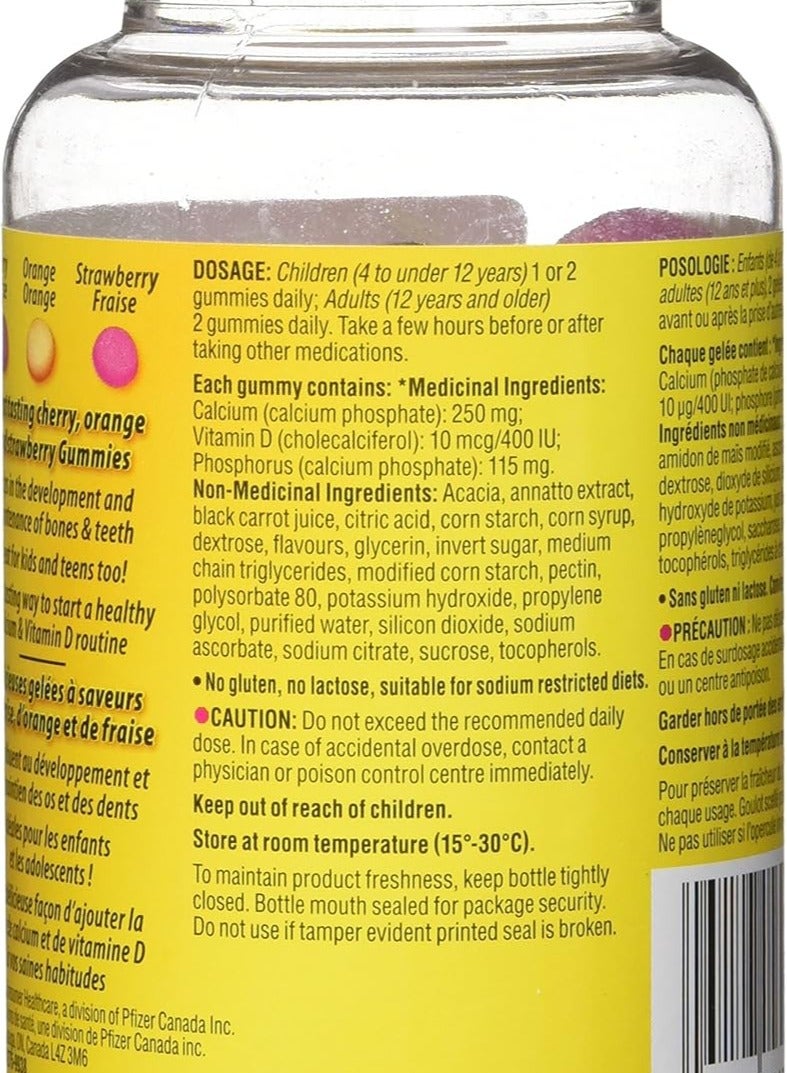 Orange
Orange
Strawberry
Fraise
tasting cherry, orange
strawberry Gummies
in the development and
of bones & teeth
for kids and teens too!
way to start a healthy
& Vitamin D routine
gelées à saveurs
d'orange et de fraise
au développement et
des os et des dents
pour les enfants
et les adolescents !
façon d'ajouter la
calcium et de vitamine D
saines habitudes
Healthcare, a division of Pfizer Canada Inc.
une division de Pfizer Canada inc.
ON, Canada L4Z 3M6
DOSAGE: Children (4 to under 12 years) 1 or 2
gummies daily; Adults (12 years and older)
2 gummies daily. Take a few hours before or after
taking other medications.
Each gummy contains: *Medicinal Ingredients:
Calcium (calcium phosphate): 250 mg;
Vitamin D (cholecalciferol): 10 mcg/400 IU;
Phosphorus (calcium phosphate): 115 mg.
Non-Medicinal Ingredients: Acacia, annatto extract,
black carrot juice, citric acid, corn starch, corn syrup,
dextrose, flavours, glycerin, invert sugar, medium
chain triglycerides, modified corn starch, pectin,
polysorbate 80, potassium hydroxide, propylene
glycol, purified water, silicon dioxide, sodium
ascorbate, sodium citrate, sucrose, tocopherols.
• No gluten, no lactose, suitable for sodium restricted diets.
CAUTION: Do not exceed the recommended daily
dose. In case of accidental overdose, contact a
physician or poison control centre immediately.
Keep out of reach of children.
Store at room temperature (15°-30°C).
To maintain product freshness, keep bottle tightly
closed. Bottle mouth sealed for package security.
Do not use if tamper evident printed seal is broken.
POSOLOGIE : Enfants (de
adultes (12 ans et plus) 2
avant ou après la prise
Chaque gelée contient :
Calcium (phosphate de
10 µg/400 UI; phosphore
Ingrédients non
amidon de maïs modifié,
dextrose, dioxyde de silicium,
hydroxyde de potassium,
propylèneglycol, saccharose,
tocophérols, triglycérides
• Sans gluten ni lactose.
PRÉCAUTION : Ne pas
En cas de surdosage
ou un centre antipoison.
Garder hors de portée des
Conserver à la température
Pour préserver la fraîcheur
chaque usage. Goulot scellé
Ne pas utiliser si l'opercule